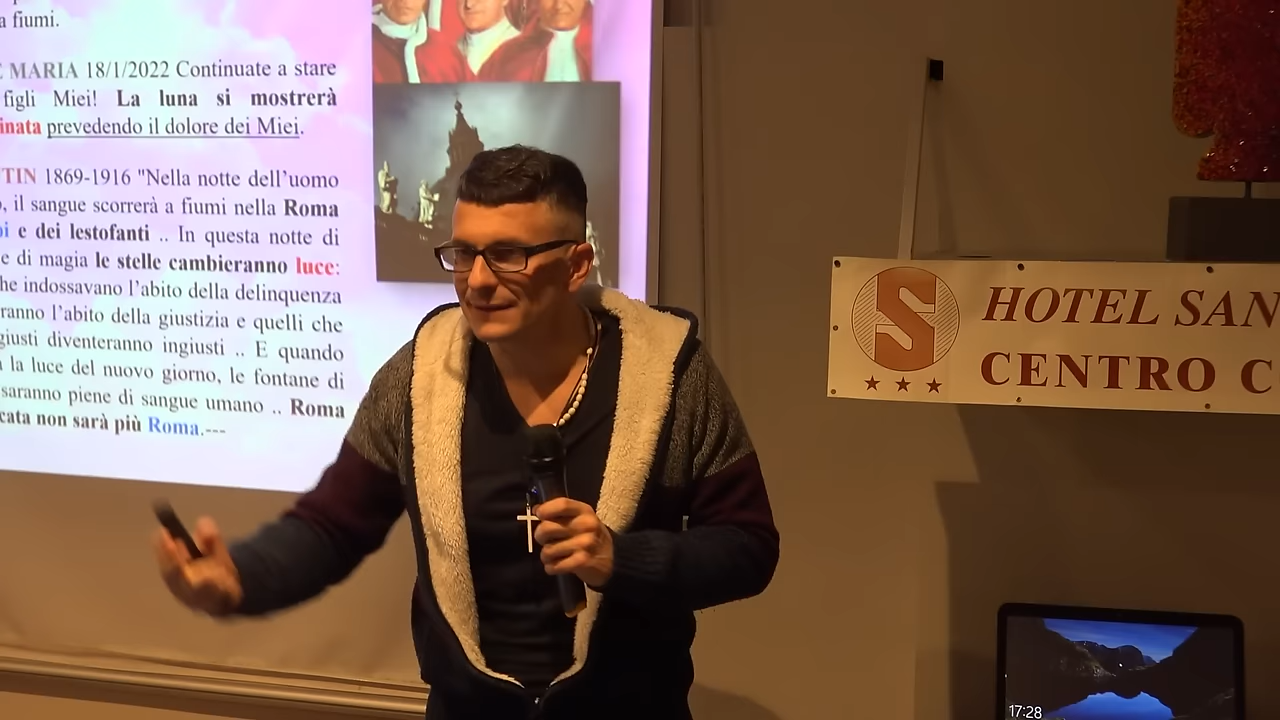 a fiumi.
MARIA 18/1/2022 Continuate a stare
figli Miei! La luna si mostrerà
inata prevedendo il dolore dei Miei.
TIN 1869-1916 "Nella notte dell'uomo
, il sangue scorrerà a fiumi nella Roma
e dei lestofanti .. In questa notte di
e di magia le stelle cambieranno luce:
he indossavano l'abito della delinquenza
ranno l'abito della giustizia e quelli che
giusti diventeranno ingiusti .. E quando
la luce del nuovo giorno, le fontane di
saranno piene di sangue umano .. Roma
cata non sarà più Roma.---
S
HOTEL SAN
CENTRO C
17:28